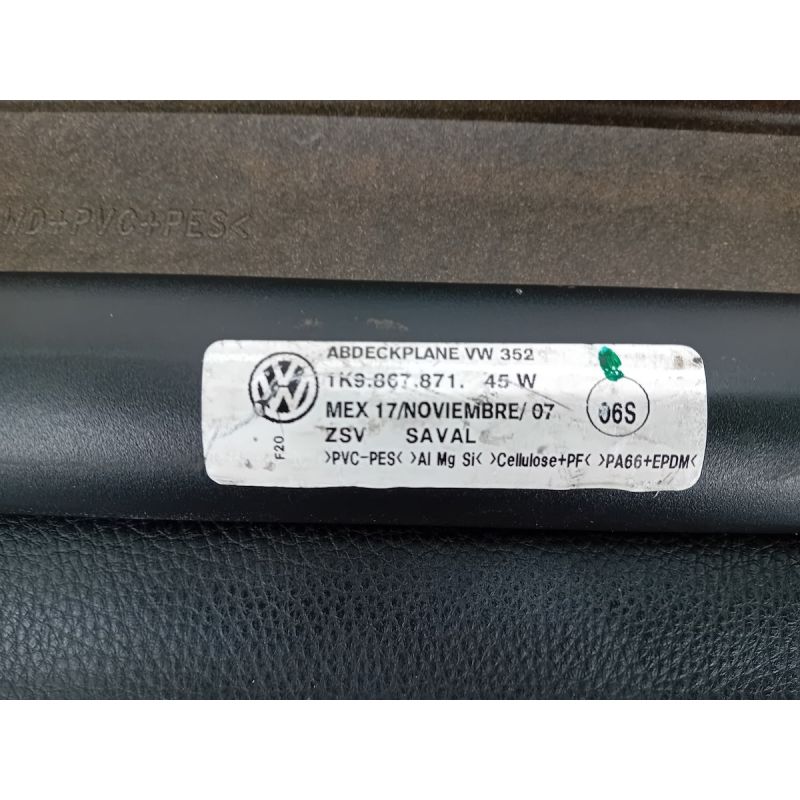 +PVC+PES<
ABDECKPLANE VW 352
1K9.867.871. 45 W
MEX 17/NOVIEMBRE/ 07
06S
ZSV SAVAL
F20
>PVC-PES< >Al Mg Si< >Cellulose+PF< >PA66+EPDM<